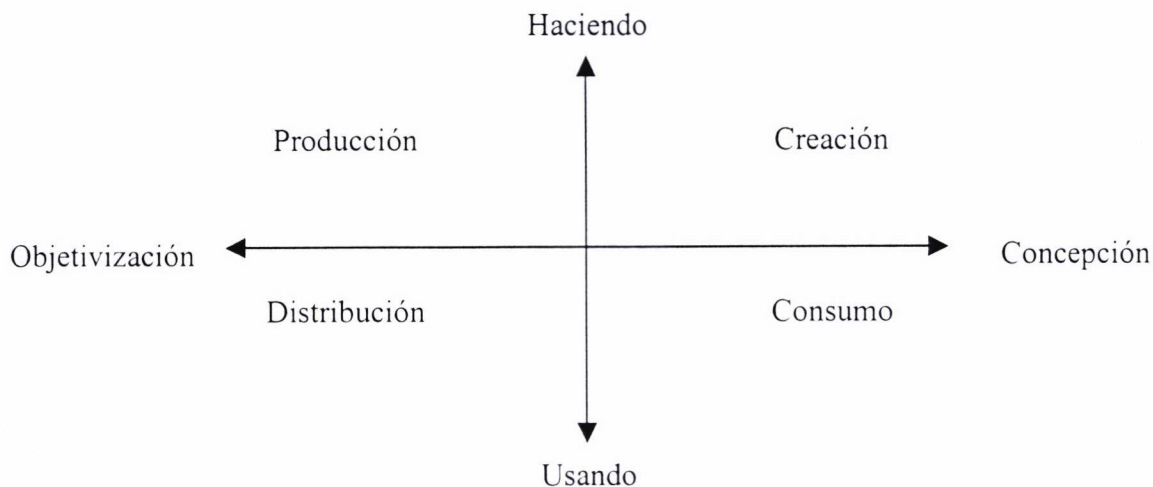 Haciendo
Producción Creación
Objetivización Concepción
Distribución Consumo
Usando